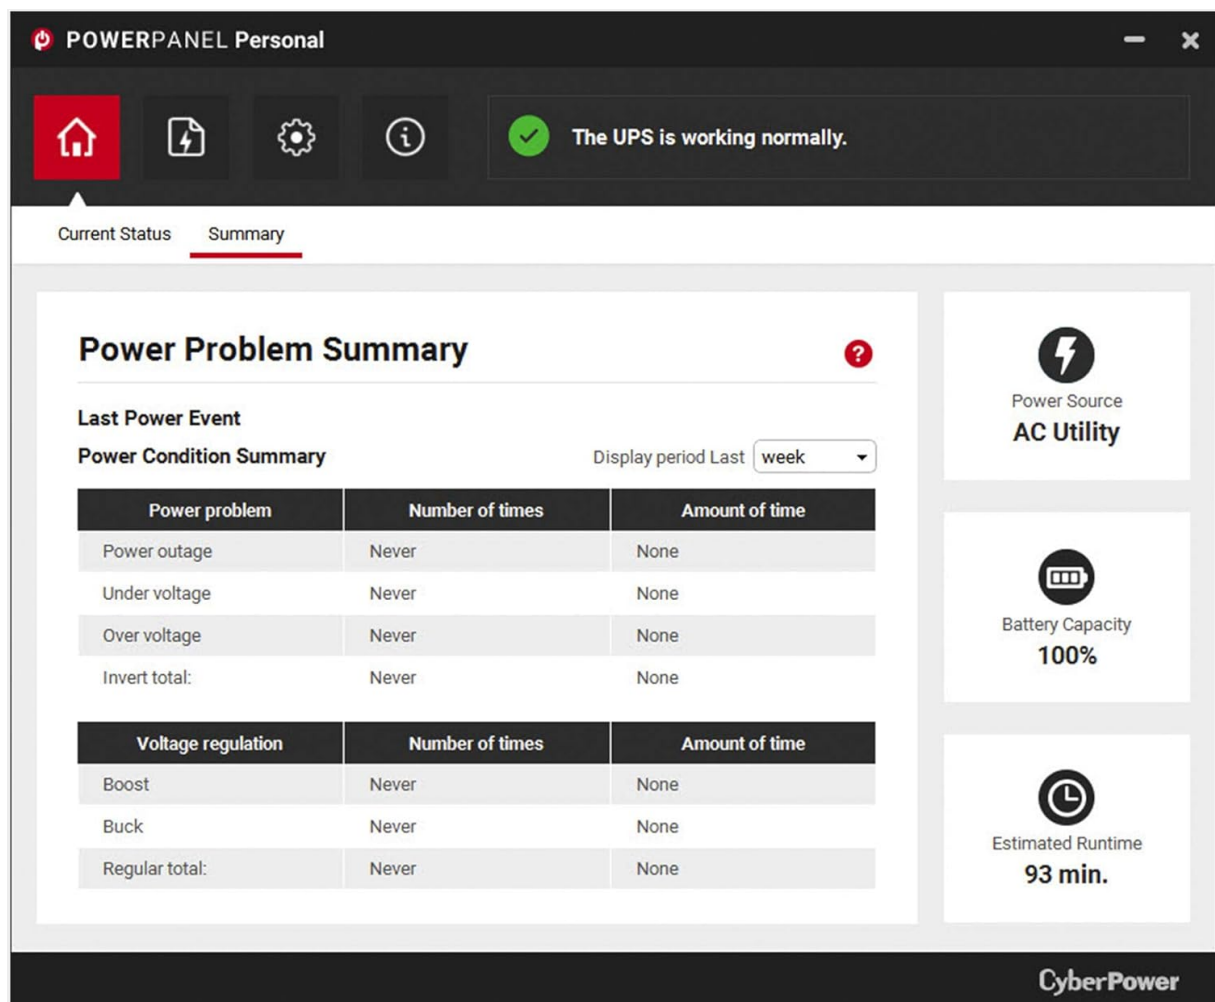 POWERPANEL Personal
The UPS is working normally.
Current Status Summary
Power Problem Summary
?
Last Power Event
Power Condition Summary Display period Last week
Power problem Number of times Amount of time
Power outage Never None
Under voltage Never None
Over voltage Never None
Invert total: Never None
Voltage regulation Number of times Amount of time
Boost Never None
Buck Never None
Regular total: Never None
Power Source
AC Utility
Battery Capacity
100%
Estimated Runtime
93 min.
CyberPower